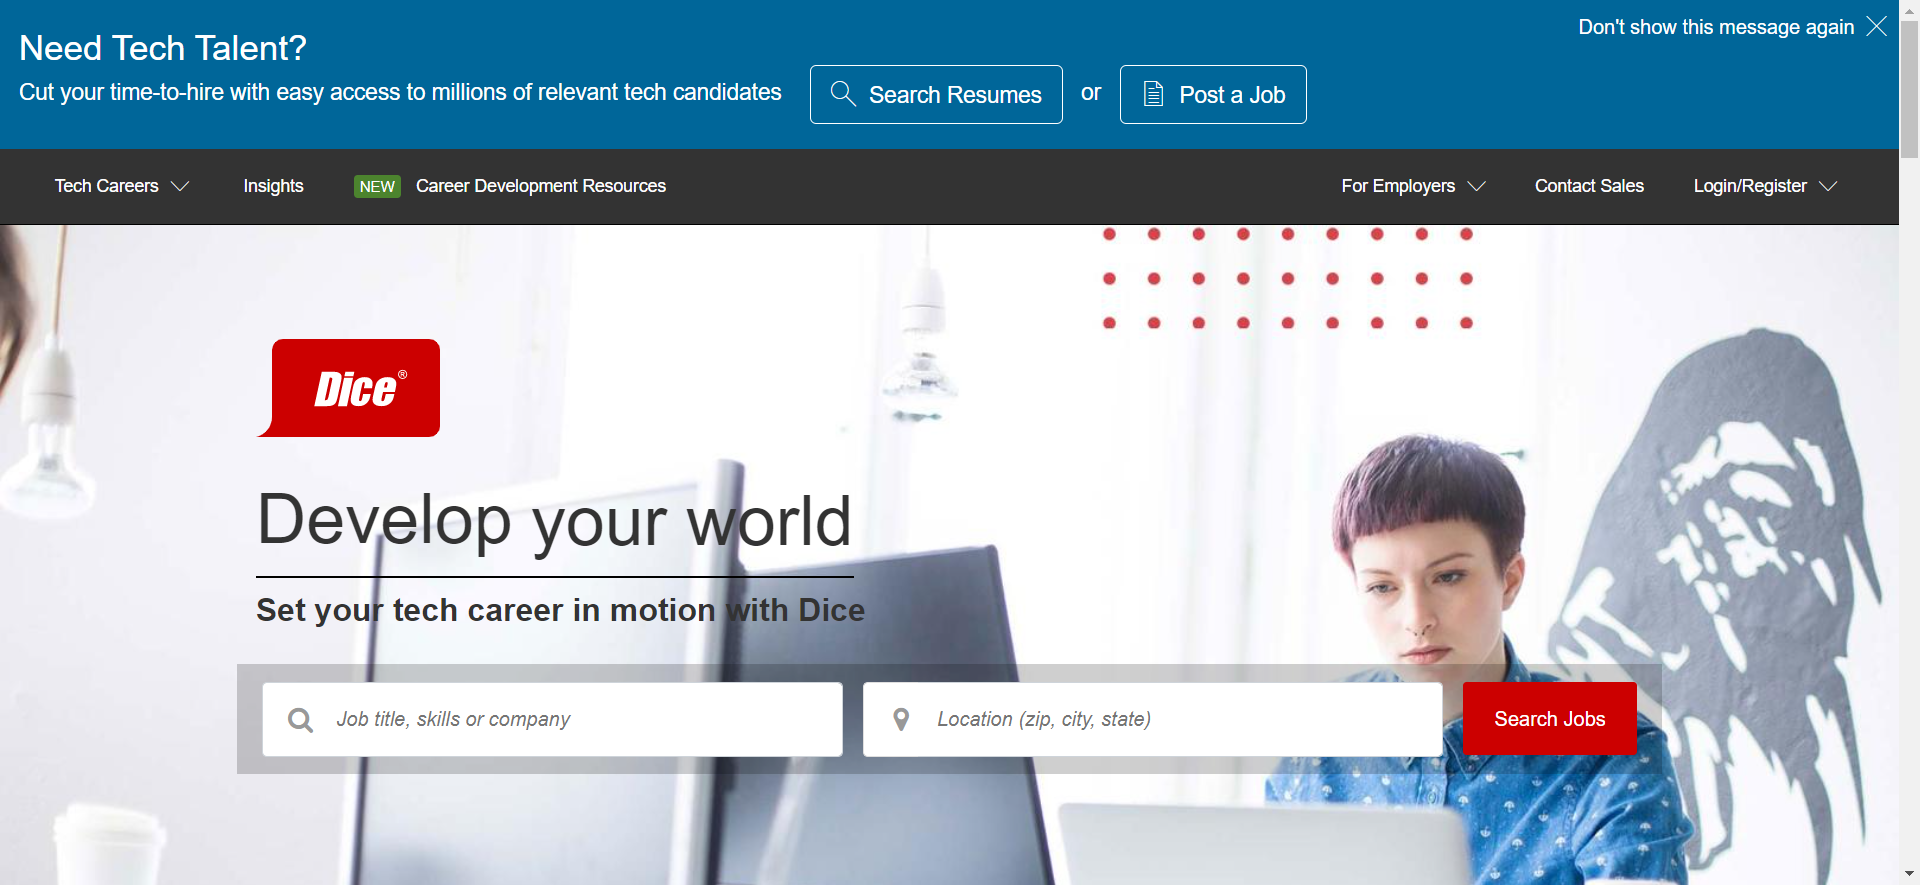 Don't show this message again
Need Tech Talent?
Cut your time-to-hire with easy access to millions of relevant tech candidates
Search Resumes or Post a Job
Tech Careers Insights NEW Career Development Resources For Employers Contact Sales Login/Register
Dice®
Develop your world
Set your tech career in motion with Dice
Job title, skills or company Location (zip, city, state) Search Jobs